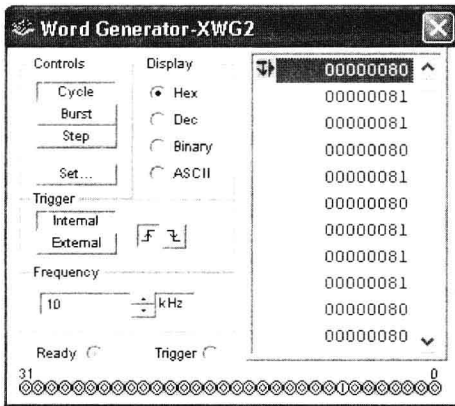 Word Generator-XWG2
Controls
Cycle
Burst
Step
Set...
Display
Hex
Dec
Binary
ASCII
Trigger
Internal
External
Frequency
10
kHz
Ready
Trigger
00000080
00000081
00000081
00000080
00000081
00000080
00000081
00000081
00000081
00000080
00000080
31
0